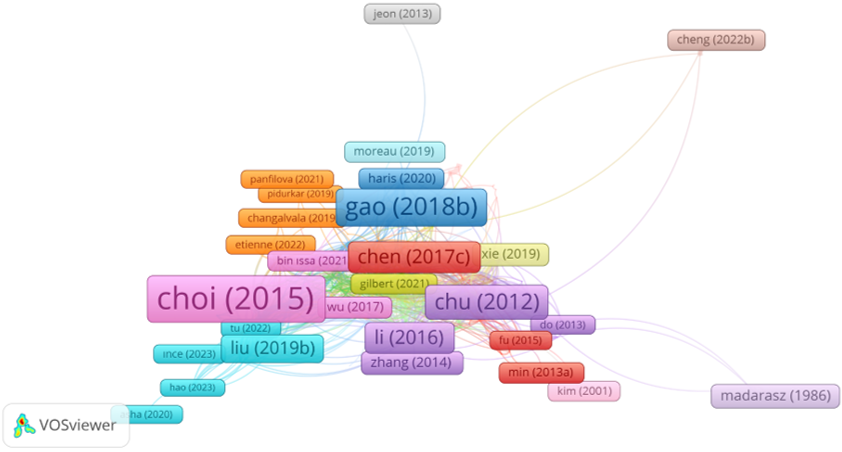 jeon (2013)
cheng (2022b)
moreau (2019)
panfilova (2021)
haris (2020)
pidurkar (2019)
gao (2018b)
changalvala (2019
etienne (2022)
chen (2017c)
xie (2019)
bin issa (2021
gilbert (2021)
choi (2015)
wu (2017)
chu (2012)
tu (2022)
do (2013)
li (2016)
fu (2015)
liu (2019b)
ince (2023)
zhang (2014)
min (2013a)
hao (2023)
kim (2001)
madarasz (1986)
(2020)
VOSviewer